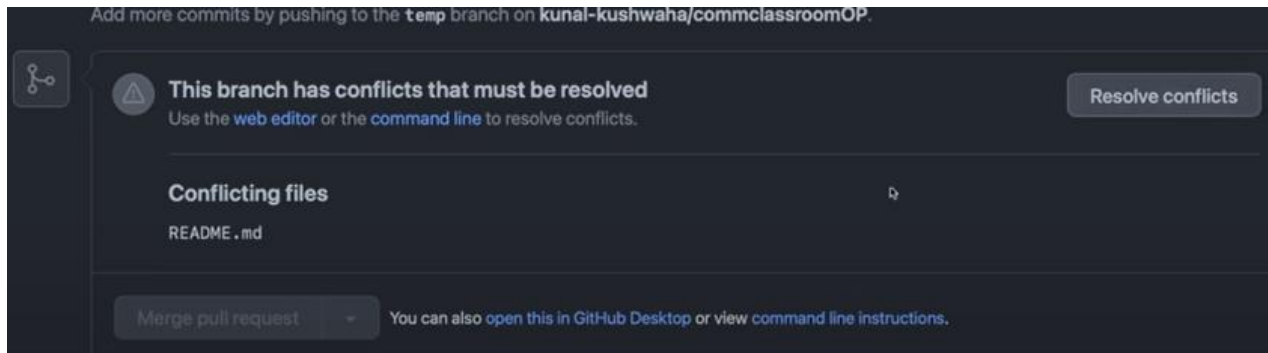 Add more commits by pushing to the temp branch on kunal-kushwaha/commclassroomOP.
This branch has conflicts that must be resolved
Resolve conflicts
Use the web editor or the command line to resolve conflicts.
Conflicting files
README.md
Merge pull request
You can also open this in GitHub Desktop or view command line instructions.